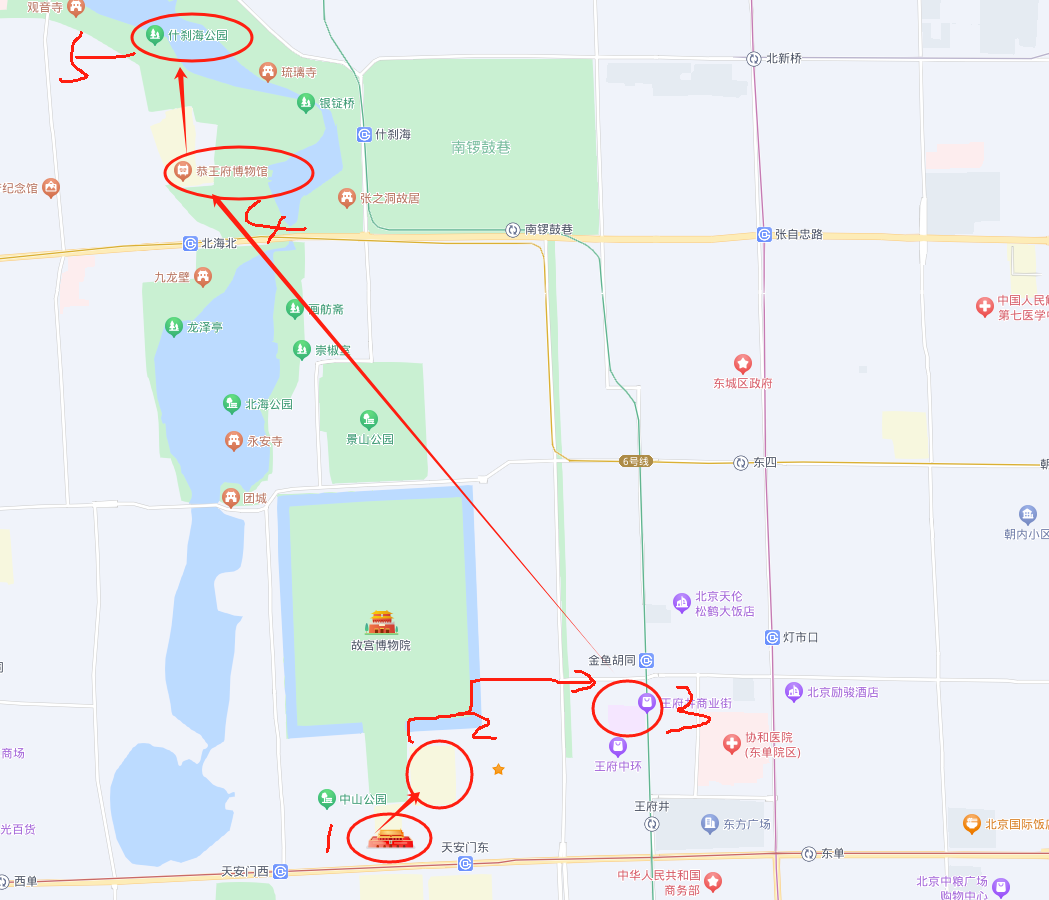 观音寺
什刹海公园
琉璃寺
北新桥
银锭桥
什刹海
南锣鼓巷
恭王府博物馆
纪念馆
张之洞故居
南锣鼓巷
张自忠路
北海北
九龙壁
画舫斋
中国人民解
第七医学中
龙泽亭
崇椒室
东城区政府
北海公园
景山公园
永安寺
6号线
东四
朝
团城
朝内小区
北京天伦
松鹤大饭店
故宫博物院
灯市口
金鱼胡同
王府井商业街
北京励骏酒店
协和医院
(东单院区)
商场
王府中环
中山公园
王府井
光百货
东方广场
北京国际饭店
天安门东
天安门西
东单
西单
中华人民共和国
商务部
北京中粮广场
购物中心
1
2
3
4
5